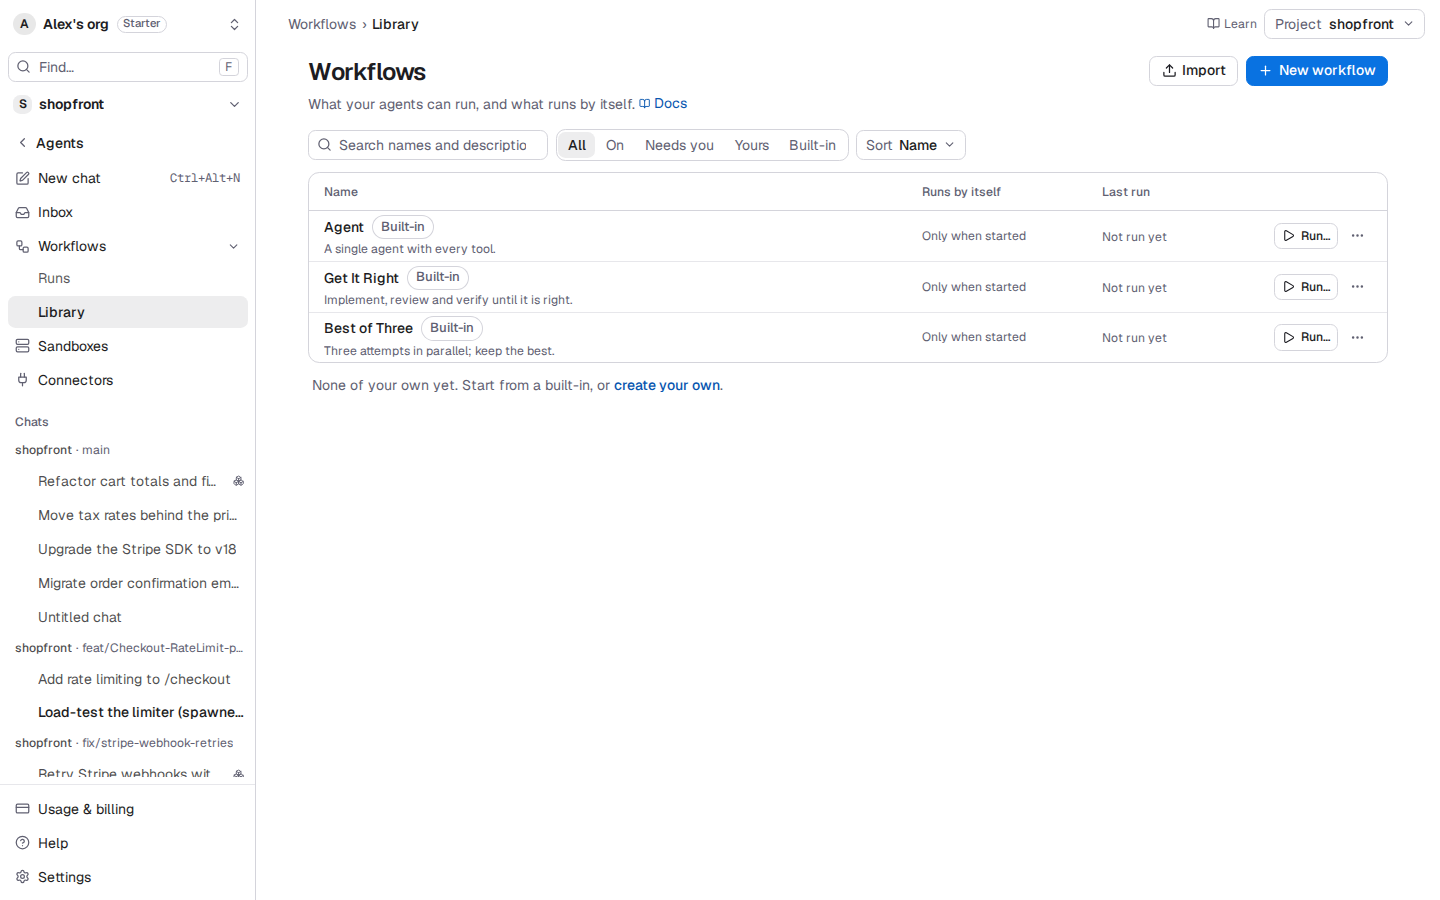 A Alex's org Starter
Find... F
S shopfront
Agents
New chat Ctrl+Alt+N
Inbox
Workflows
Runs
Library
Sandboxes
Connectors
Chats
shopfront · main
Refactor cart totals and fi...
Move tax rates behind the pri...
Upgrade the Stripe SDK to v18
Migrate order confirmation em...
Untitled chat
shopfront · feat/Checkout-RateLimit-p...
Add rate limiting to /checkout
Load-test the limiter (spawne...
shopfront · fix/stripe-webhook-retries
Retry Stripe webhooks wit...
Usage & billing
Help
Settings
Workflows › Library
Learn
Project shopfront
Workflows
Import
New workflow
What your agents can run, and what runs by itself. Docs
Search names and descriptio
All On Needs you Yours Built-in
Sort Name
Name Runs by itself Last run
Agent Built-in
A single agent with every tool.
Only when started Not run yet Run... ...
Get It Right Built-in
Implement, review and verify until it is right.
Only when started Not run yet Run... ...
Best of Three Built-in
Three attempts in parallel; keep the best.
Only when started Not run yet Run... ...
None of your own yet. Start from a built-in, or create your own.